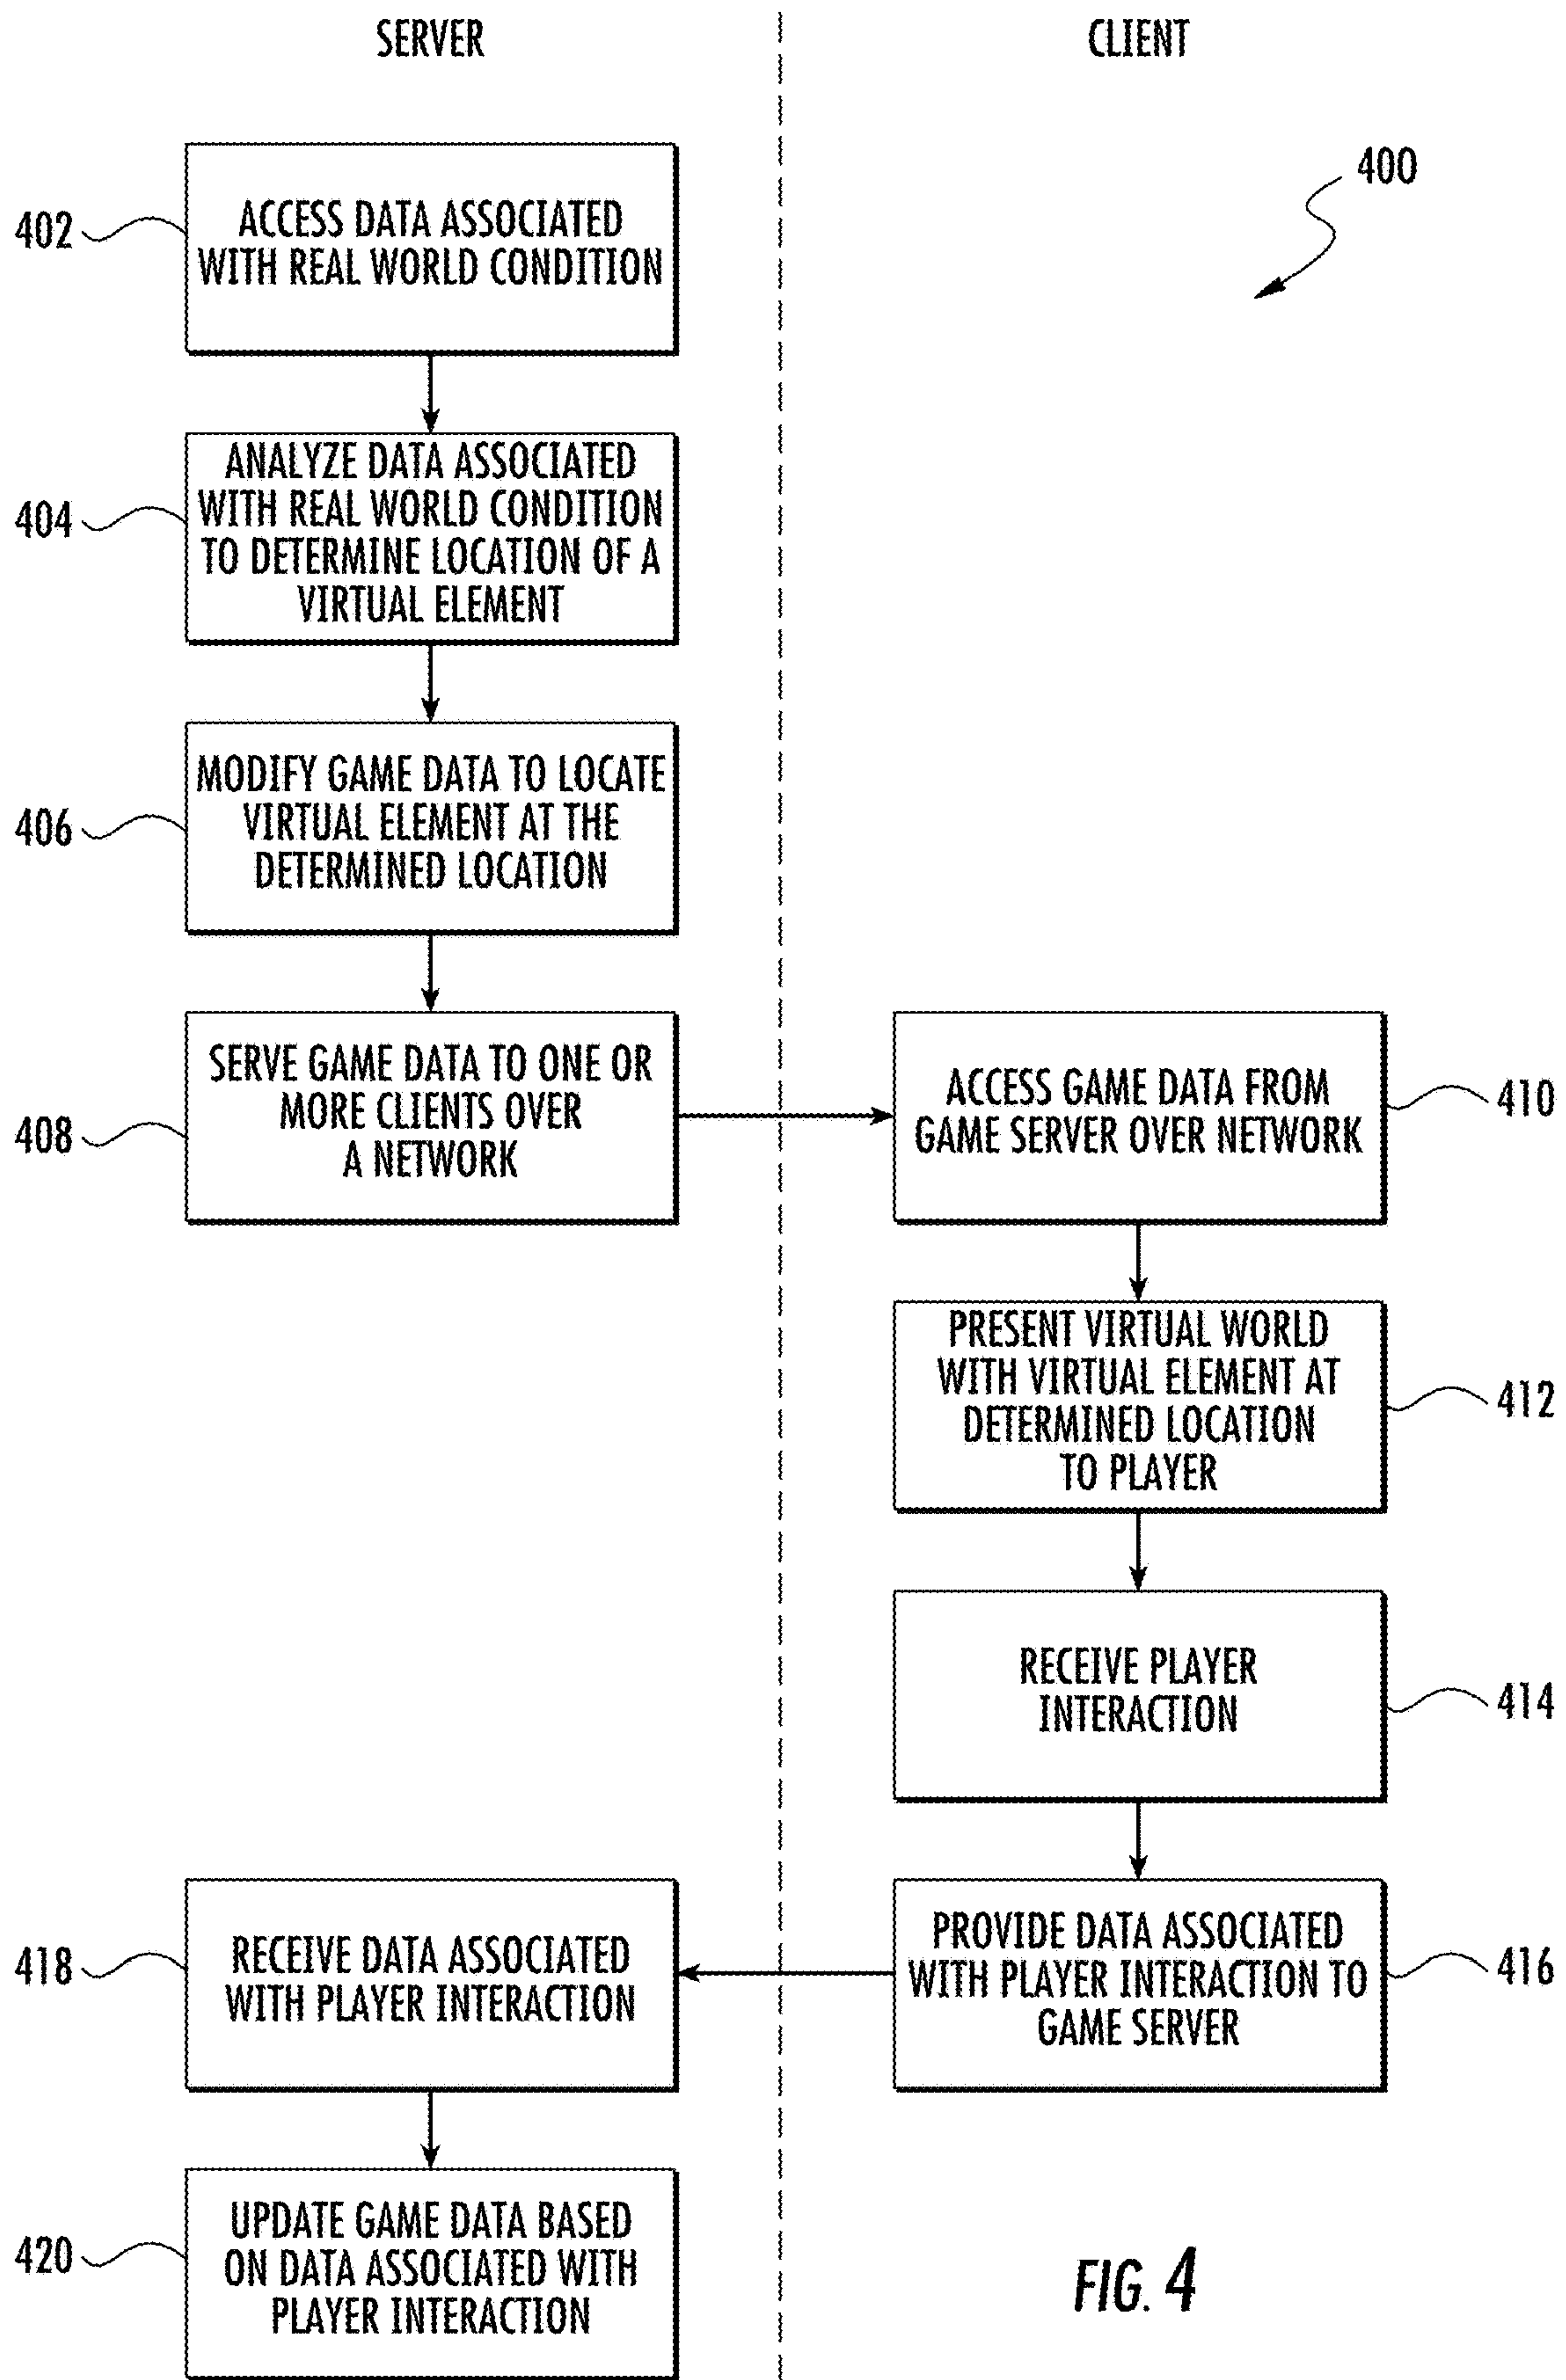 SERVER
CLIENT
400
402
ACCESS DATA ASSOCIATED
WITH REAL WORLD CONDITION
404
ANALYZE DATA ASSOCIATED
WITH REAL WORLD CONDITION
TO DETERMINE LOCATION OF A
VIRTUAL ELEMENT
406
MODIFY GAME DATA TO LOCATE
VIRTUAL ELEMENT AT THE
DETERMINED LOCATION
408
SERVE GAME DATA TO ONE OR
MORE CLIENTS OVER
A NETWORK
ACCESS GAME DATA FROM
GAME SERVER OVER NETWORK
410
PRESENT VIRTUAL WORLD
WITH VIRTUAL ELEMENT AT
DETERMINED LOCATION
TO PLAYER
412
RECEIVE PLAYER
INTERACTION
414
PROVIDE DATA ASSOCIATED
WITH PLAYER INTERACTION TO
GAME SERVER
416
418
RECEIVE DATA ASSOCIATED
WITH PLAYER INTERACTION
420
UPDATE GAME DATA BASED
ON DATA ASSOCIATED WITH
PLAYER INTERACTION
FIG. 4